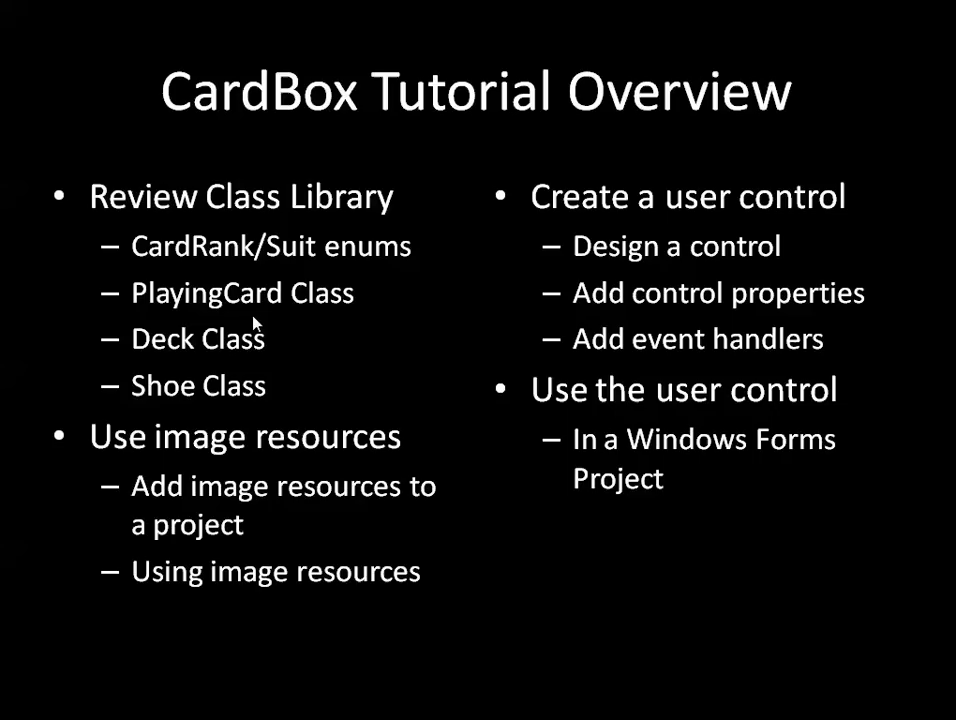 CardBox Tutorial Overview
• Review Class Library
– CardRank/Suit enums
– PlayingCard Class
– Deck Class
– Shoe Class
• Use image resources
– Add image resources to
a project
– Using image resources
• Create a user control
– Design a control
– Add control properties
– Add event handlers
• Use the user control
– In a Windows Forms
Project